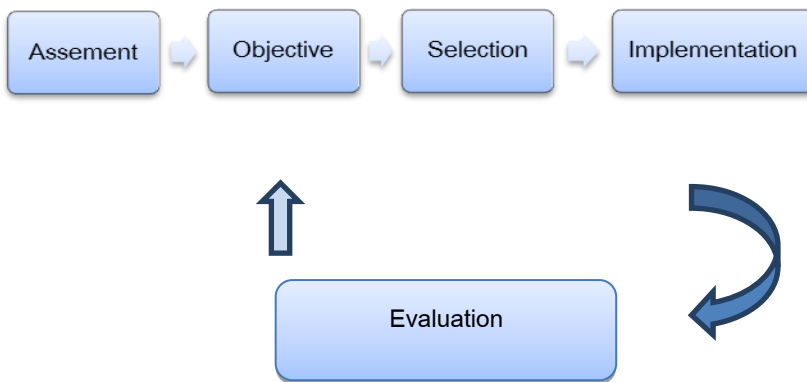 Assement
Objective
Selection
Implementation
Evaluation